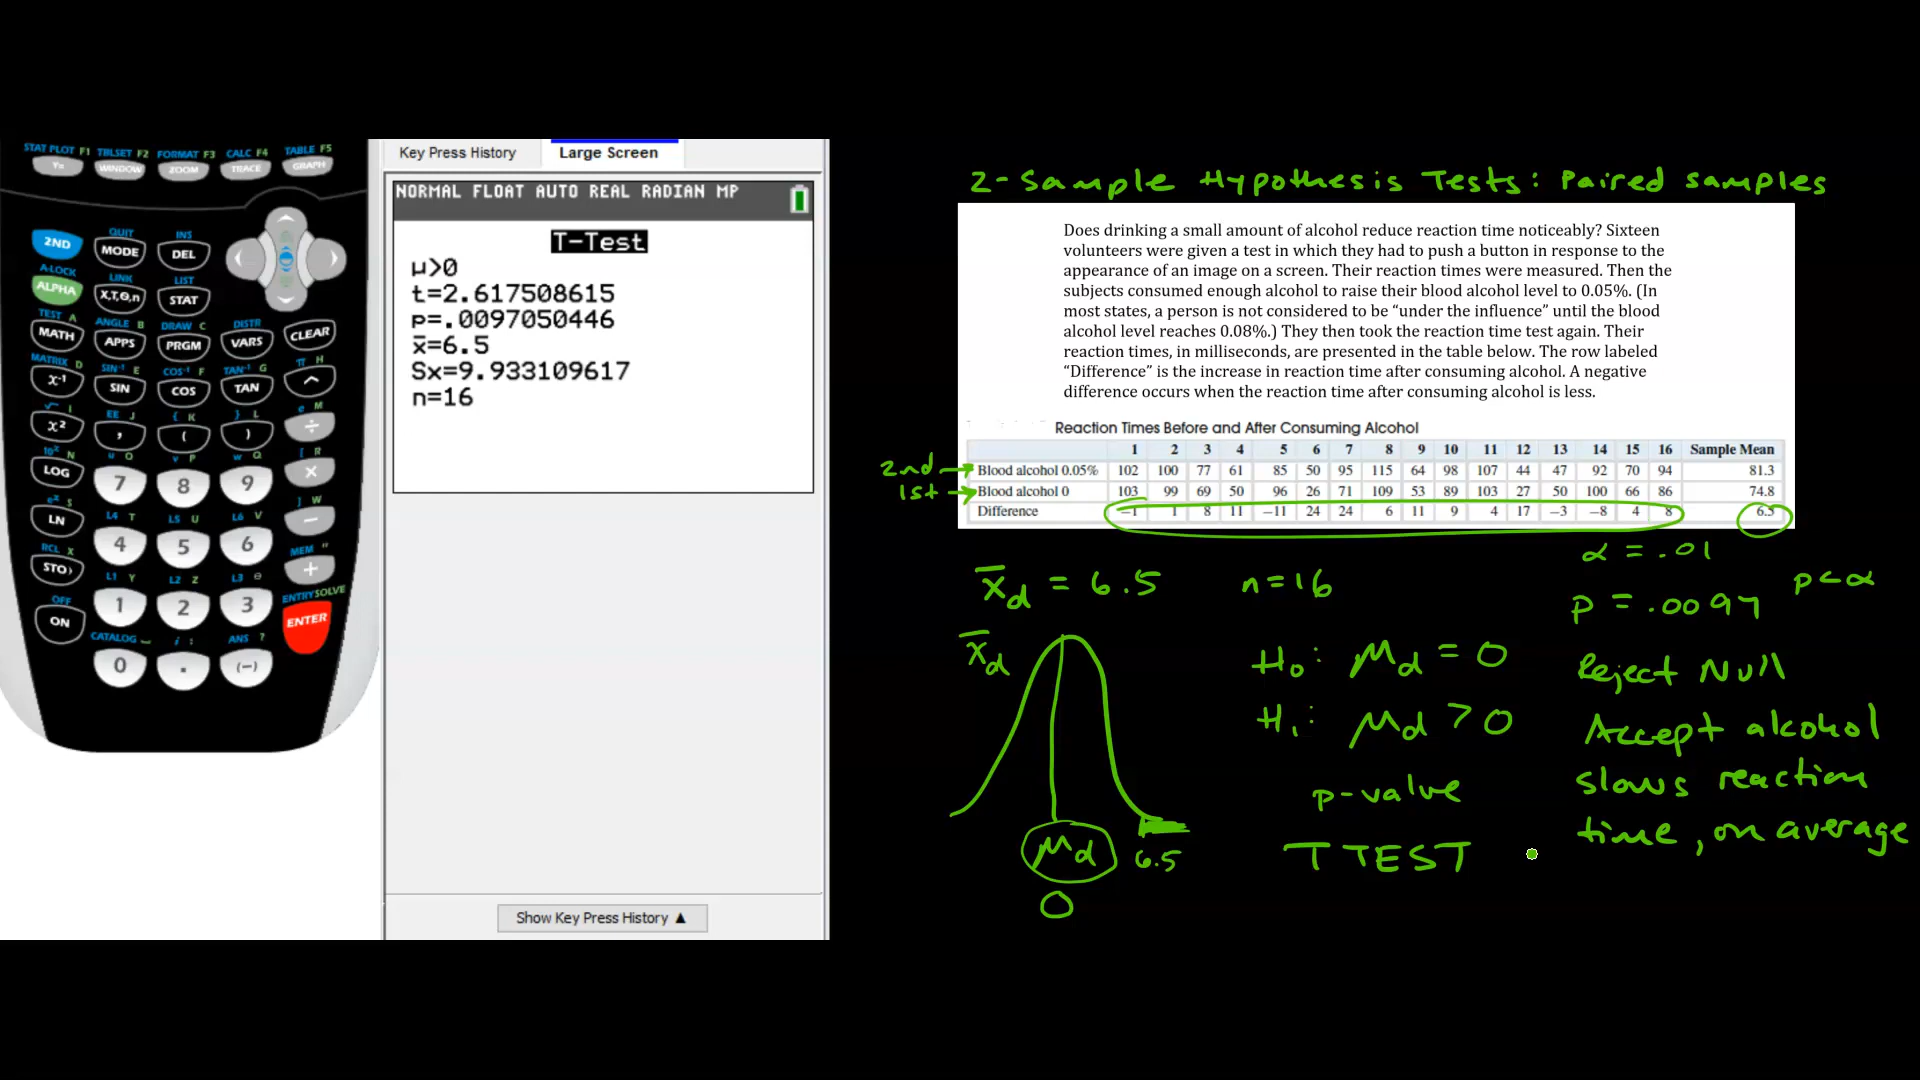 STAT PLOT F1 TBLSET F2 FORMAT F3 CALC F4 TABLE F5
Y= WINDOW ZOOM TRACE GRAPH
QUIT INS
2ND MODE DEL
A-LOCK LINK LIST
ALPHA X,T,Θ,n STAT
TEST A ANGLE B DRAW C DISTR
MATH APPS PRGM VARS CLEAR
MATRIX D SIN⁻¹ E COS⁻¹ F TAN⁻¹ G π H
x⁻¹ SIN COS TAN ^
√ I EE J { K } L e M
x² , ( ) ÷
10ˣ N u O v P w Q [ R
LOG 7 8 9 ×
eˣ S L4 T L5 U L6 V ] W
LN 4 5 6 −
RCL X L1 Y L2 Z L3 Θ MEM "
STO› 1 2 3 +
OFF CATALOG i : ANS ? ENTRY SOLVE
ON 0 . (−) ENTER
Key Press History Large Screen
NORMAL FLOAT AUTO REAL RADIAN MP
T-Test
μ>0
t=2.617508615
p=.0097050446
x̄=6.5
Sx=9.933109617
n=16
Show Key Press History ▲
2-Sample Hypothesis Tests: Paired samples
Does drinking a small amount of alcohol reduce reaction time noticeably? Sixteen
volunteers were given a test in which they had to push a button in response to the
appearance of an image on a screen. Their reaction times were measured. Then the
subjects consumed enough alcohol to raise their blood alcohol level to 0.05%. (In
most states, a person is not considered to be “under the influence” until the blood
alcohol level reaches 0.08%.) They then took the reaction time test again. Their
reaction times, in milliseconds, are presented in the table below. The row labeled
“Difference” is the increase in reaction time after consuming alcohol. A negative
difference occurs when the reaction time after consuming alcohol is less.
Reaction Times Before and After Consuming Alcohol
1 2 3 4 5 6 7 8 9 10 11 12 13 14 15 16 Sample Mean
2nd → Blood alcohol 0.05% 102 100 77 61 85 50 95 115 64 98 107 44 47 92 70 94 81.3
1st → Blood alcohol 0 103 99 69 50 96 26 71 109 53 89 103 27 50 100 66 86 74.8
Difference −1 1 8 11 −11 24 24 6 11 9 4 17 −3 −8 4 8 6.5
x̄d = 6.5 n=16
α = .01
p = .0097 p<α
x̄d
H₀: μd = 0
H₁: μd > 0
p-value
T TEST
μd 6.5
0
Reject Null
Accept alcohol
slows reaction
time, on average